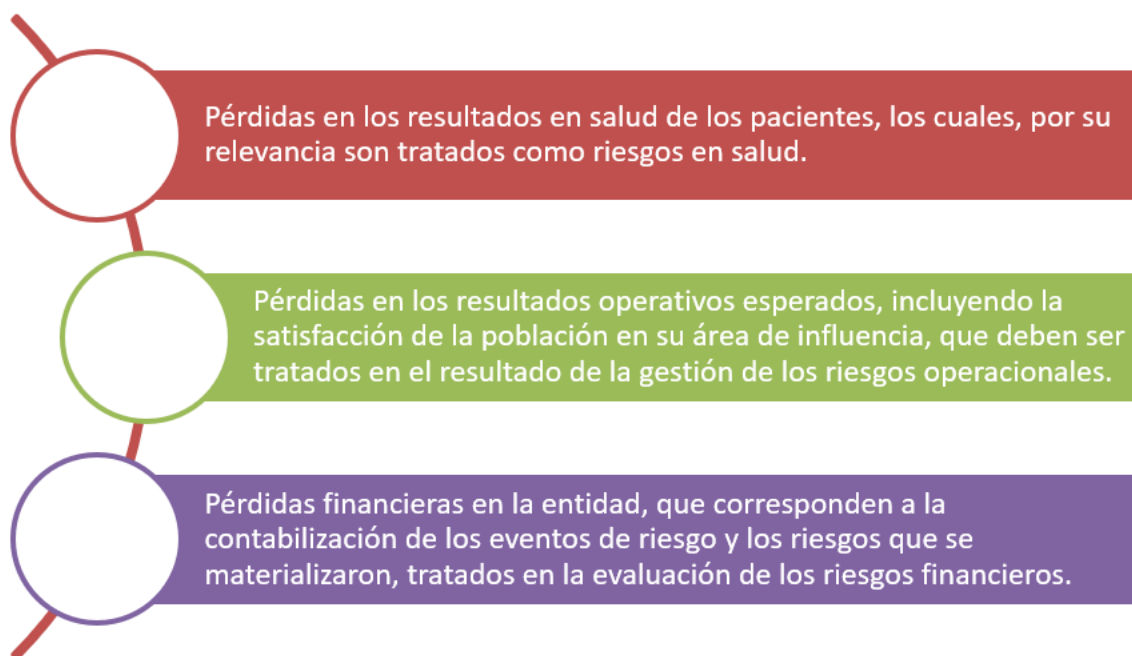 Pérdidas en los resultados en salud de los pacientes, los cuales, por su
relevancia son tratados como riesgos en salud.
Pérdidas en los resultados operativos esperados, incluyendo la
satisfacción de la población en su área de influencia, que deben ser
tratados en el resultado de la gestión de los riesgos operacionales.
Pérdidas financieras en la entidad, que corresponden a la
contabilización de los eventos de riesgo y los riesgos que se
materializaron, tratados en la evaluación de los riesgos financieros.